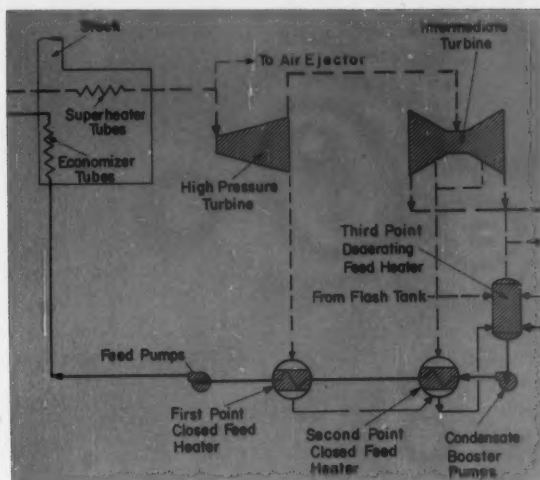 Stack
Superheater
Tubes
Economizer
Tubes
To Air Ejector
High Pressure
Turbine
Intermediate
Turbine
Third Point
Deaerating
Feed Heater
From Flash Tank
Feed Pumps
First Point
Closed Feed
Heater
Second Point
Closed Feed
Heater
Condensate
Booster
Pumps